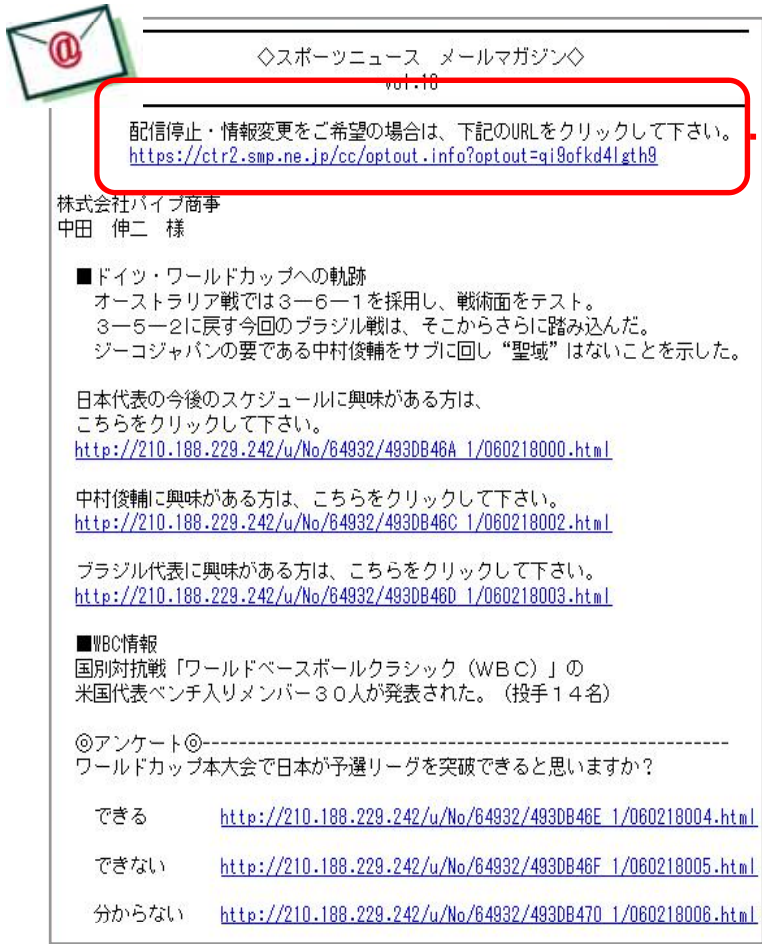 @
◇スポーツニュース　メールマガジン◇
vol.18
配信停止・情報変更をご希望の場合は、下記のURLをクリックして下さい。
https://ctr2.smp.ne.jp/cc/optout.info?optout=qi9ofkd4lgth9
株式会社パイプ商事
中田　伸二　様
■ドイツ・ワールドカップへの軌跡
オーストラリア戦では３―６―１を採用し、戦術面をテスト。
３―５―２に戻す今回のブラジル戦は、そこからさらに踏み込んだ。
ジーコジャパンの要である中村俊輔をサブに回し“聖域”はないことを示した。
日本代表の今後のスケジュールに興味がある方は、
こちらをクリックして下さい。
http://210.188.229.242/u/No/64932/493DB46A_1/060218000.html
中村俊輔に興味がある方は、こちらをクリックして下さい。
http://210.188.229.242/u/No/64932/493DB46C_1/060218002.html
ブラジル代表に興味がある方は、こちらをクリックして下さい。
http://210.188.229.242/u/No/64932/493DB46D_1/060218003.html
■WBC情報
国別対抗戦「ワールドベースボールクラシック（ＷＢＣ）」の
米国代表ベンチ入りメンバー３０人が発表された。（投手１４名）
◎アンケート◎------------------------------------------------------------
ワールドカップ本大会で日本が予選リーグを突破できると思いますか？
できる　http://210.188.229.242/u/No/64932/493DB46E_1/060218004.html
できない　http://210.188.229.242/u/No/64932/493DB46F_1/060218005.html
分からない　http://210.188.229.242/u/No/64932/493DB470_1/060218006.html